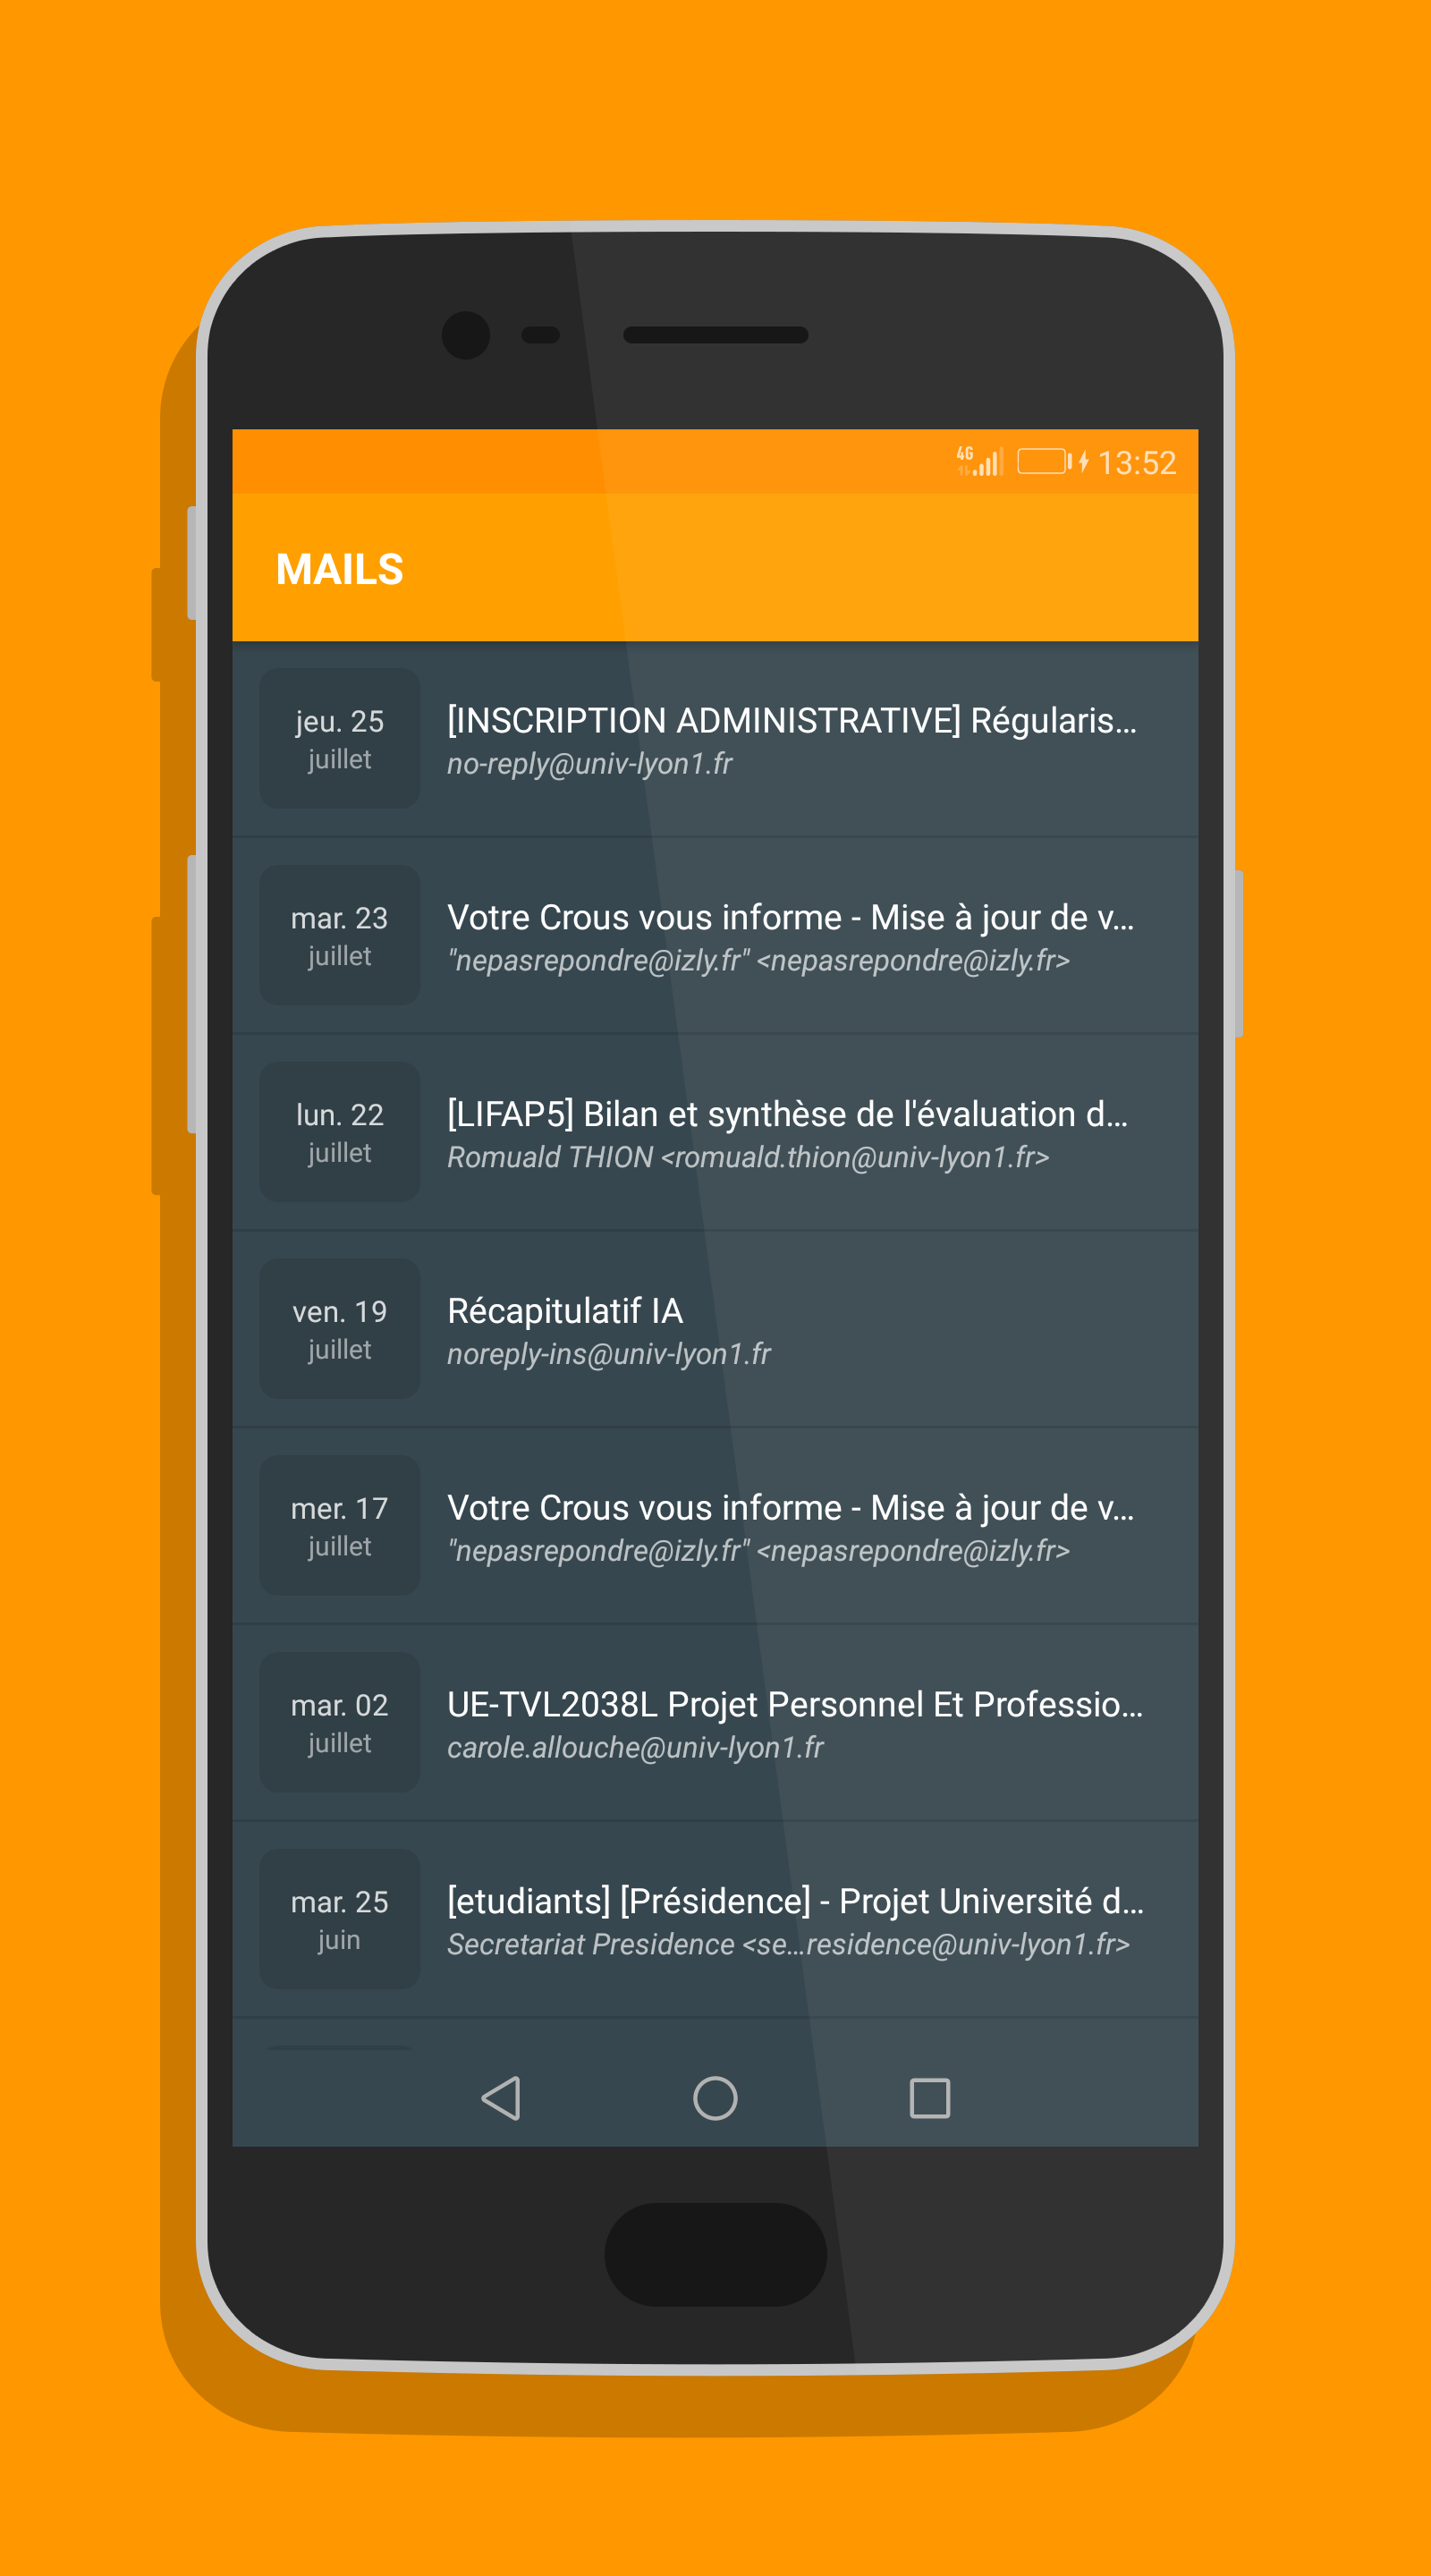 4G 13:52
MAILS
jeu. 25
juillet
[INSCRIPTION ADMINISTRATIVE] Régularis...
no-reply@univ-lyon1.fr
mar. 23
juillet
Votre Crous vous informe - Mise à jour de v...
"nepasrepondre@izly.fr" <nepasrepondre@izly.fr>
lun. 22
juillet
[LIFAP5] Bilan et synthèse de l'évaluation d...
Romuald THION <romuald.thion@univ-lyon1.fr>
ven. 19
juillet
Récapitulatif IA
noreply-ins@univ-lyon1.fr
mer. 17
juillet
Votre Crous vous informe - Mise à jour de v...
"nepasrepondre@izly.fr" <nepasrepondre@izly.fr>
mar. 02
juillet
UE-TVL2038L Projet Personnel Et Professio...
carole.allouche@univ-lyon1.fr
mar. 25
juin
[etudiants] [Présidence] - Projet Université d...
Secretariat Presidence <se...residence@univ-lyon1.fr>